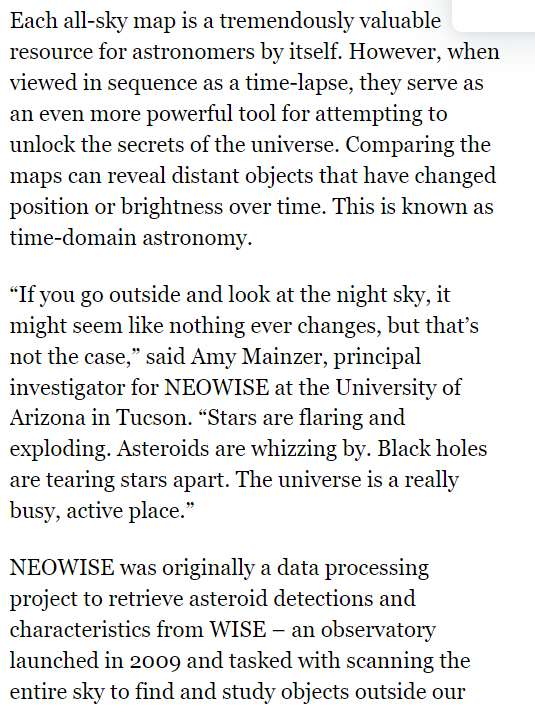 Each all-sky map is a tremendously valuable
resource for astronomers by itself. However, when
viewed in sequence as a time-lapse, they serve as
an even more powerful tool for attempting to
unlock the secrets of the universe. Comparing the
maps can reveal distant objects that have changed
position or brightness over time. This is known as
time-domain astronomy.
“If you go outside and look at the night sky, it
might seem like nothing ever changes, but that’s
not the case,” said Amy Mainzer, principal
investigator for NEOWISE at the University of
Arizona in Tucson. “Stars are flaring and
exploding. Asteroids are whizzing by. Black holes
are tearing stars apart. The universe is a really
busy, active place.”
NEOWISE was originally a data processing
project to retrieve asteroid detections and
characteristics from WISE – an observatory
launched in 2009 and tasked with scanning the
entire sky to find and study objects outside our